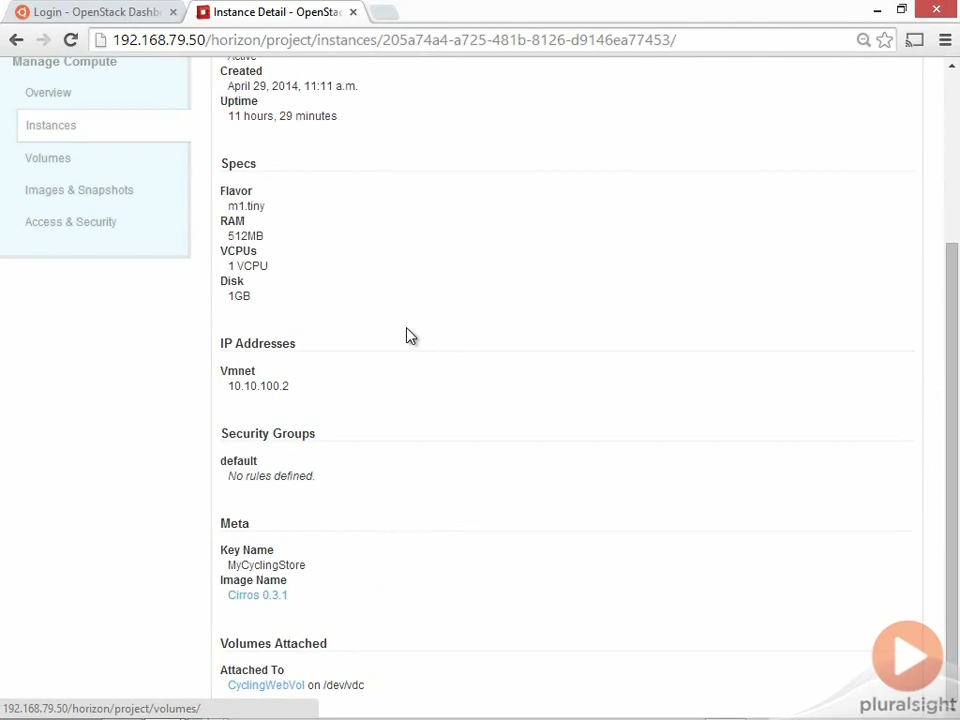 Login - OpenStack Dashb
Instance Detail - OpenSta
192.168.79.50/horizon/project/instances/205a74a4-a725-481b-8126-d9146ea77453/
Manage Compute
Overview
Instances
Volumes
Images & Snapshots
Access & Security
Active
Created
April 29, 2014, 11:11 a.m.
Uptime
11 hours, 29 minutes
Specs
Flavor
m1.tiny
RAM
512MB
VCPUs
1 VCPU
Disk
1GB
IP Addresses
Vmnet
10.10.100.2
Security Groups
default
No rules defined.
Meta
Key Name
MyCyclingStore
Image Name
Cirros 0.3.1
Volumes Attached
Attached To
CyclingWebVol on /dev/vdc
192.168.79.50/horizon/project/volumes/
pluralsight